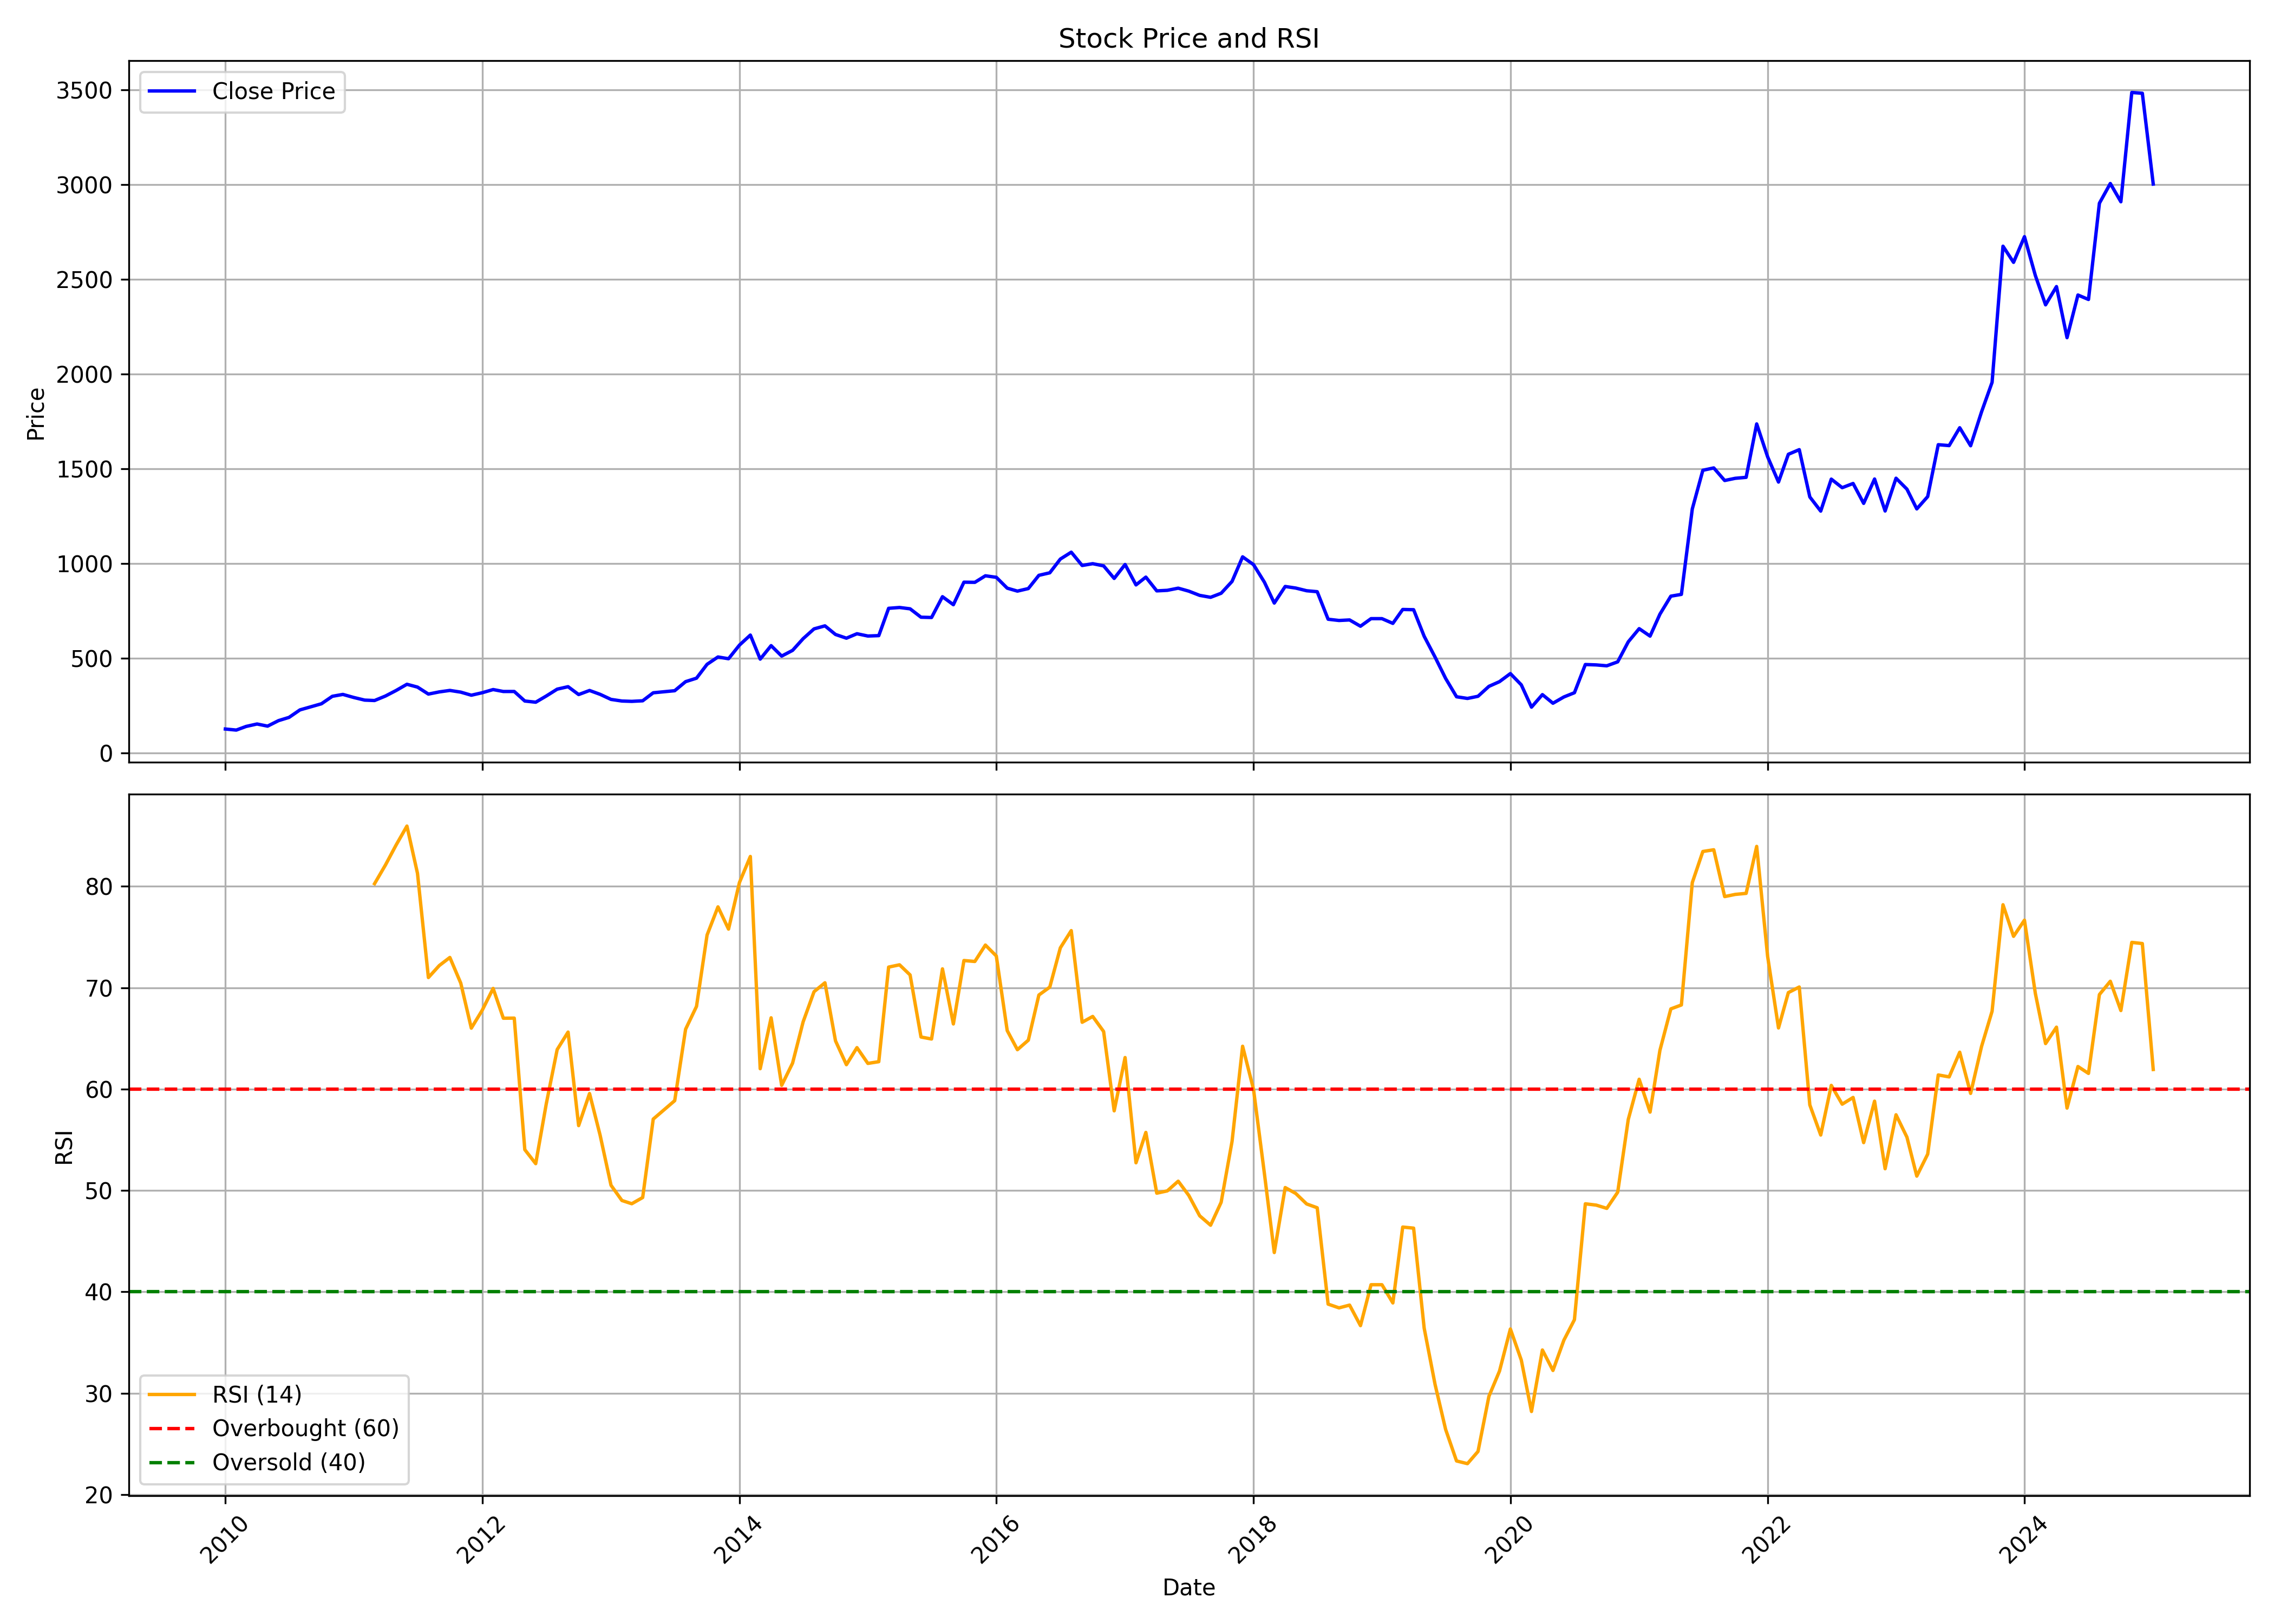 Stock Price and RSI
Close Price
Price
3500
3000
2500
2000
1500
1000
500
0
RSI
80
70
60
50
40
30
20
RSI (14)
Overbought (60)
Oversold (40)
2010
2012
2014
2016
2018
2020
2022
2024
Date